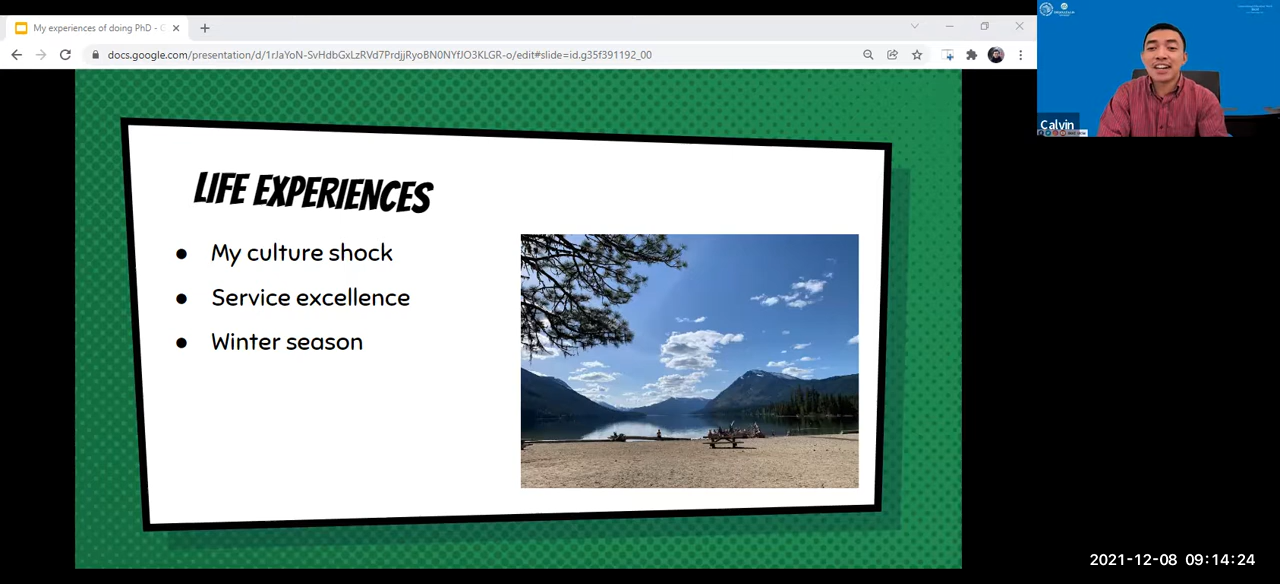 My experiences of doing PhD - G
docs.google.com/presentation/d/1rJaYoN-SvHdbGxLzRVd7PrdjjRyoBN0NYfJO3KLGR-o/edit#slide=id.g35f391192_00
Calvin
LIFE EXPERIENCES
● My culture shock
● Service excellence
● Winter season
2021-12-08 09:14:24